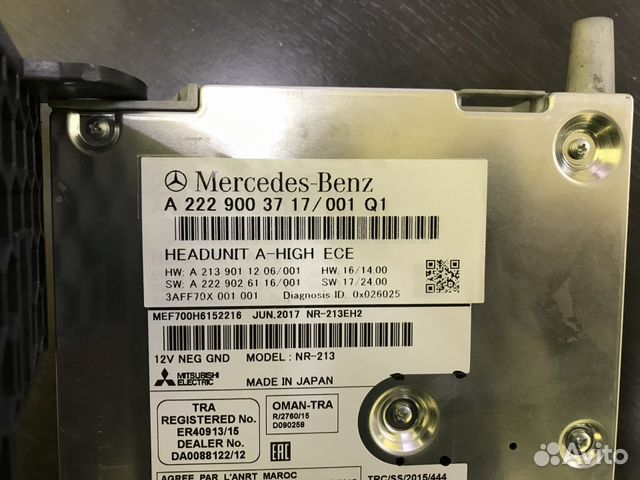 Mercedes-Benz
A 222 900 37 17/001 Q1
HEADUNIT A-HIGH ECE
HW: A 213 901 12 06/001 HW: 16/14.00
SW: A 222 902 61 16/001 SW: 17/24.00
3AFF70X 001 001 Diagnosis ID: 0x026025
MEF700H6152216 JUN.2017 NR-213EH2
12V NEG GND MODEL : NR-213
MITSUBISHI
ELECTRIC
MADE IN JAPAN
TRA
REGISTERED No.
ER40913/15
DEALER No.
DA0088122/12
OMAN-TRA
R/2760/15
D090258
EAC
AGREE PAR L'ANRT MAROC
TRC/SS/2015/444
Avito